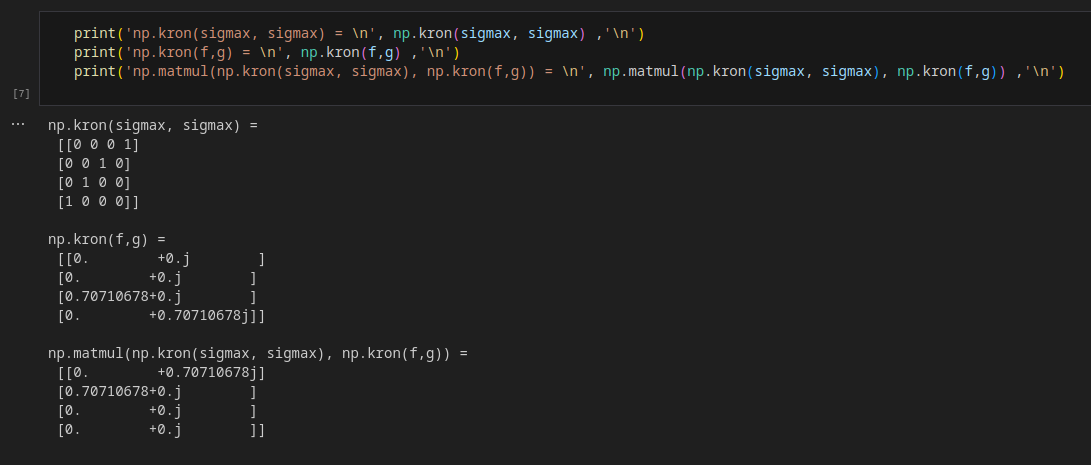 print('np.kron(sigmax, sigmax) = \n', np.kron(sigmax, sigmax) ,'\n')
print('np.kron(f,g) = \n', np.kron(f,g) ,'\n')
print('np.matmul(np.kron(sigmax, sigmax), np.kron(f,g)) = \n', np.matmul(np.kron(sigmax, sigmax), np.kron(f,g)) ,'\n')
[7]
...
np.kron(sigmax, sigmax) =
[[0 0 0 1]
[0 0 1 0]
[0 1 0 0]
[1 0 0 0]]
np.kron(f,g) =
[[0.        +0.j        ]
[0.        +0.j        ]
[0.70710678+0.j        ]
[0.        +0.70710678j]]
np.matmul(np.kron(sigmax, sigmax), np.kron(f,g)) =
[[0.        +0.70710678j]
[0.70710678+0.j        ]
[0.        +0.j        ]
[0.        +0.j        ]]